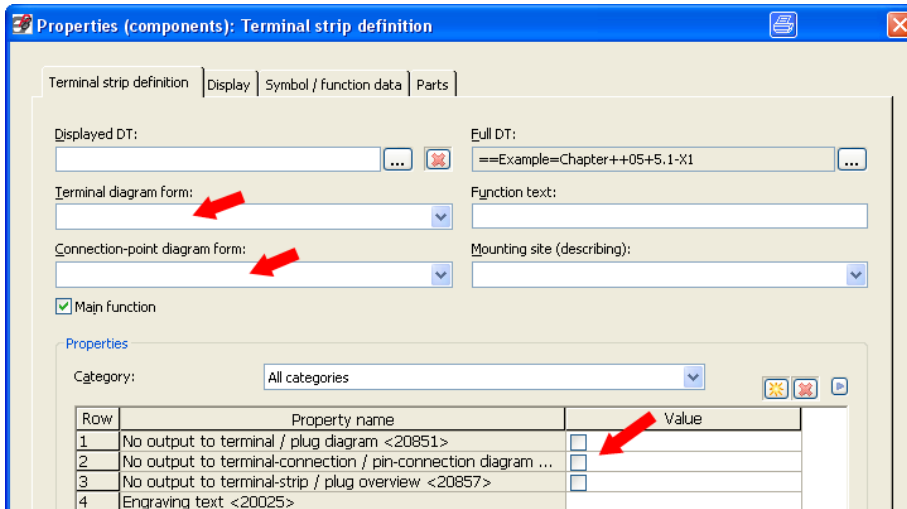 Properties (components): Terminal strip definition
Terminal strip definition Display Symbol / function data Parts
Displayed DT: Full DT:
... ==Example=Chapter++05+5.1-X1 ...
Terminal diagram form: Function text:
Connection-point diagram form: Mounting site (describing):
Main function
Properties
Category: All categories
Row Property name Value
1 No output to terminal / plug diagram <20851>
2 No output to terminal-connection / pin-connection diagram ...
3 No output to terminal-strip / plug overview <20857>
4 Engraving text <20025>